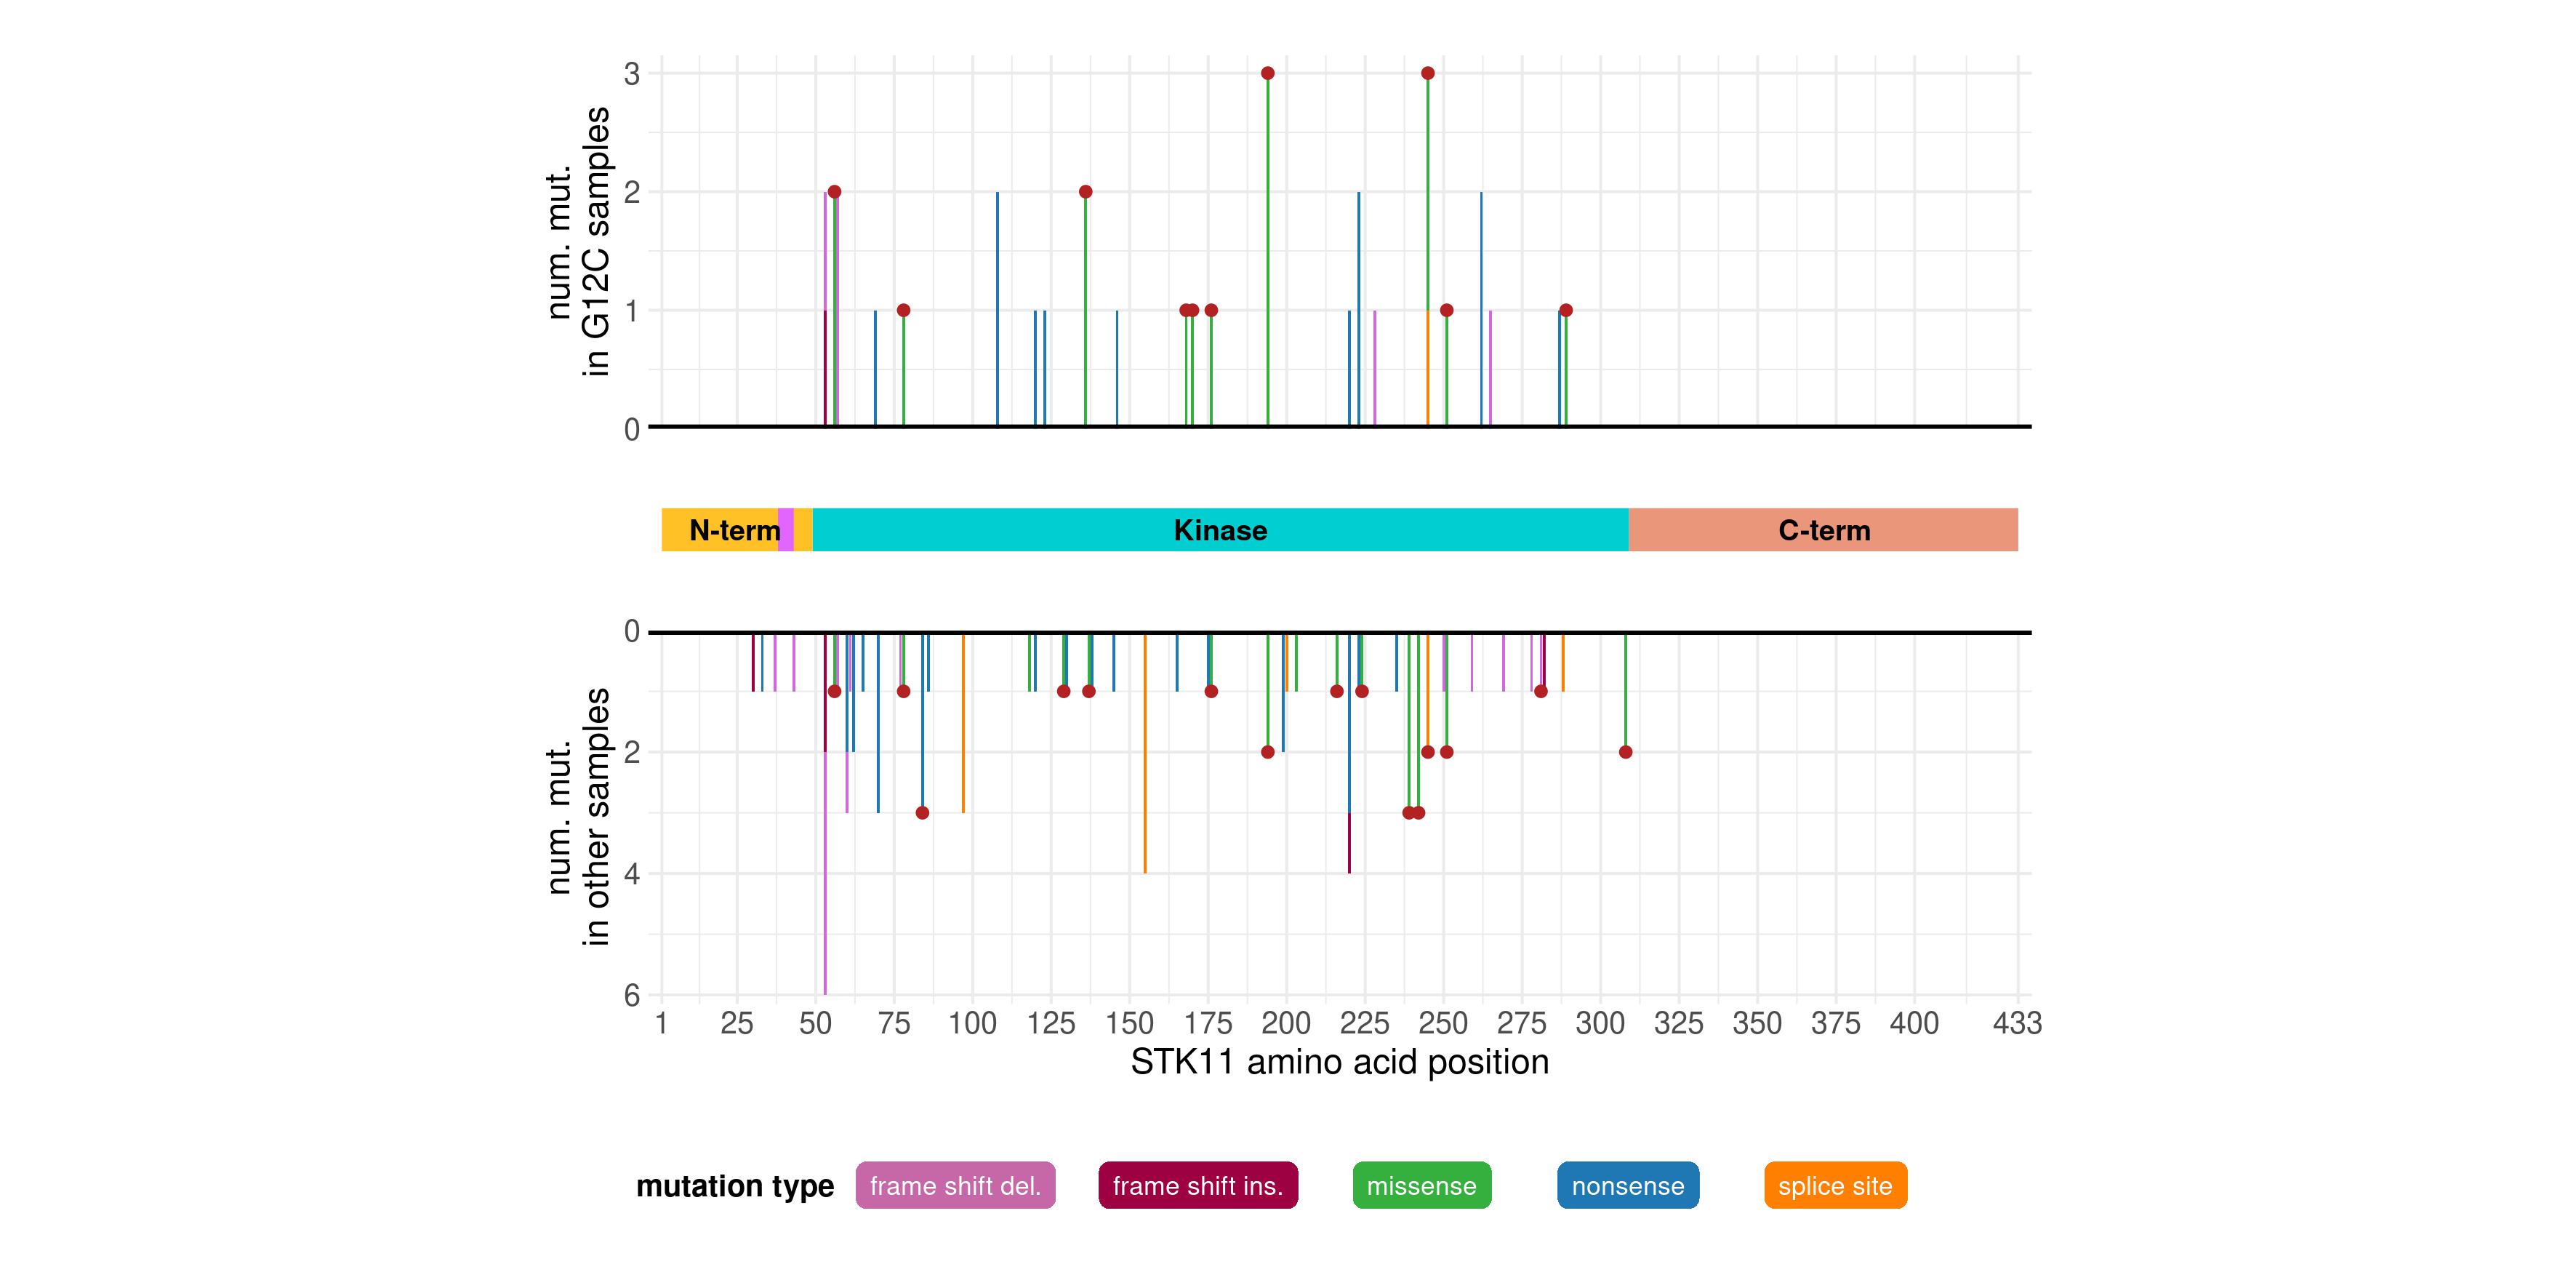 3
2
1
0
num. mut.
in G12C samples
N-term Kinase C-term
0
2
4
6
num. mut.
in other samples
1 25 50 75 100 125 150 175 200 225 250 275 300 325 350 375 400 433
STK11 amino acid position
mutation type frame shift del. frame shift ins. missense nonsense splice site